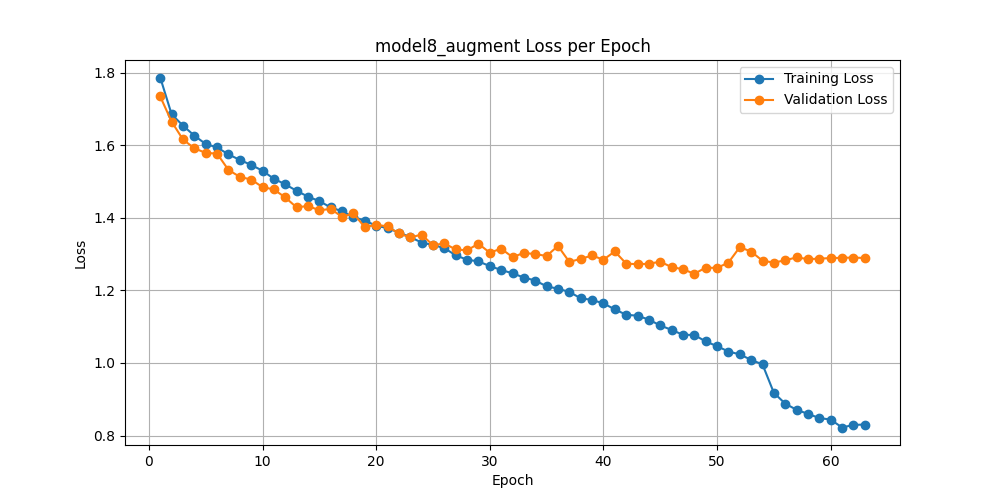 model8_augment Loss per Epoch
Training Loss
Validation Loss
Loss
1.8
1.6
1.4
1.2
1.0
0.8
0 10 20 30 40 50 60
Epoch